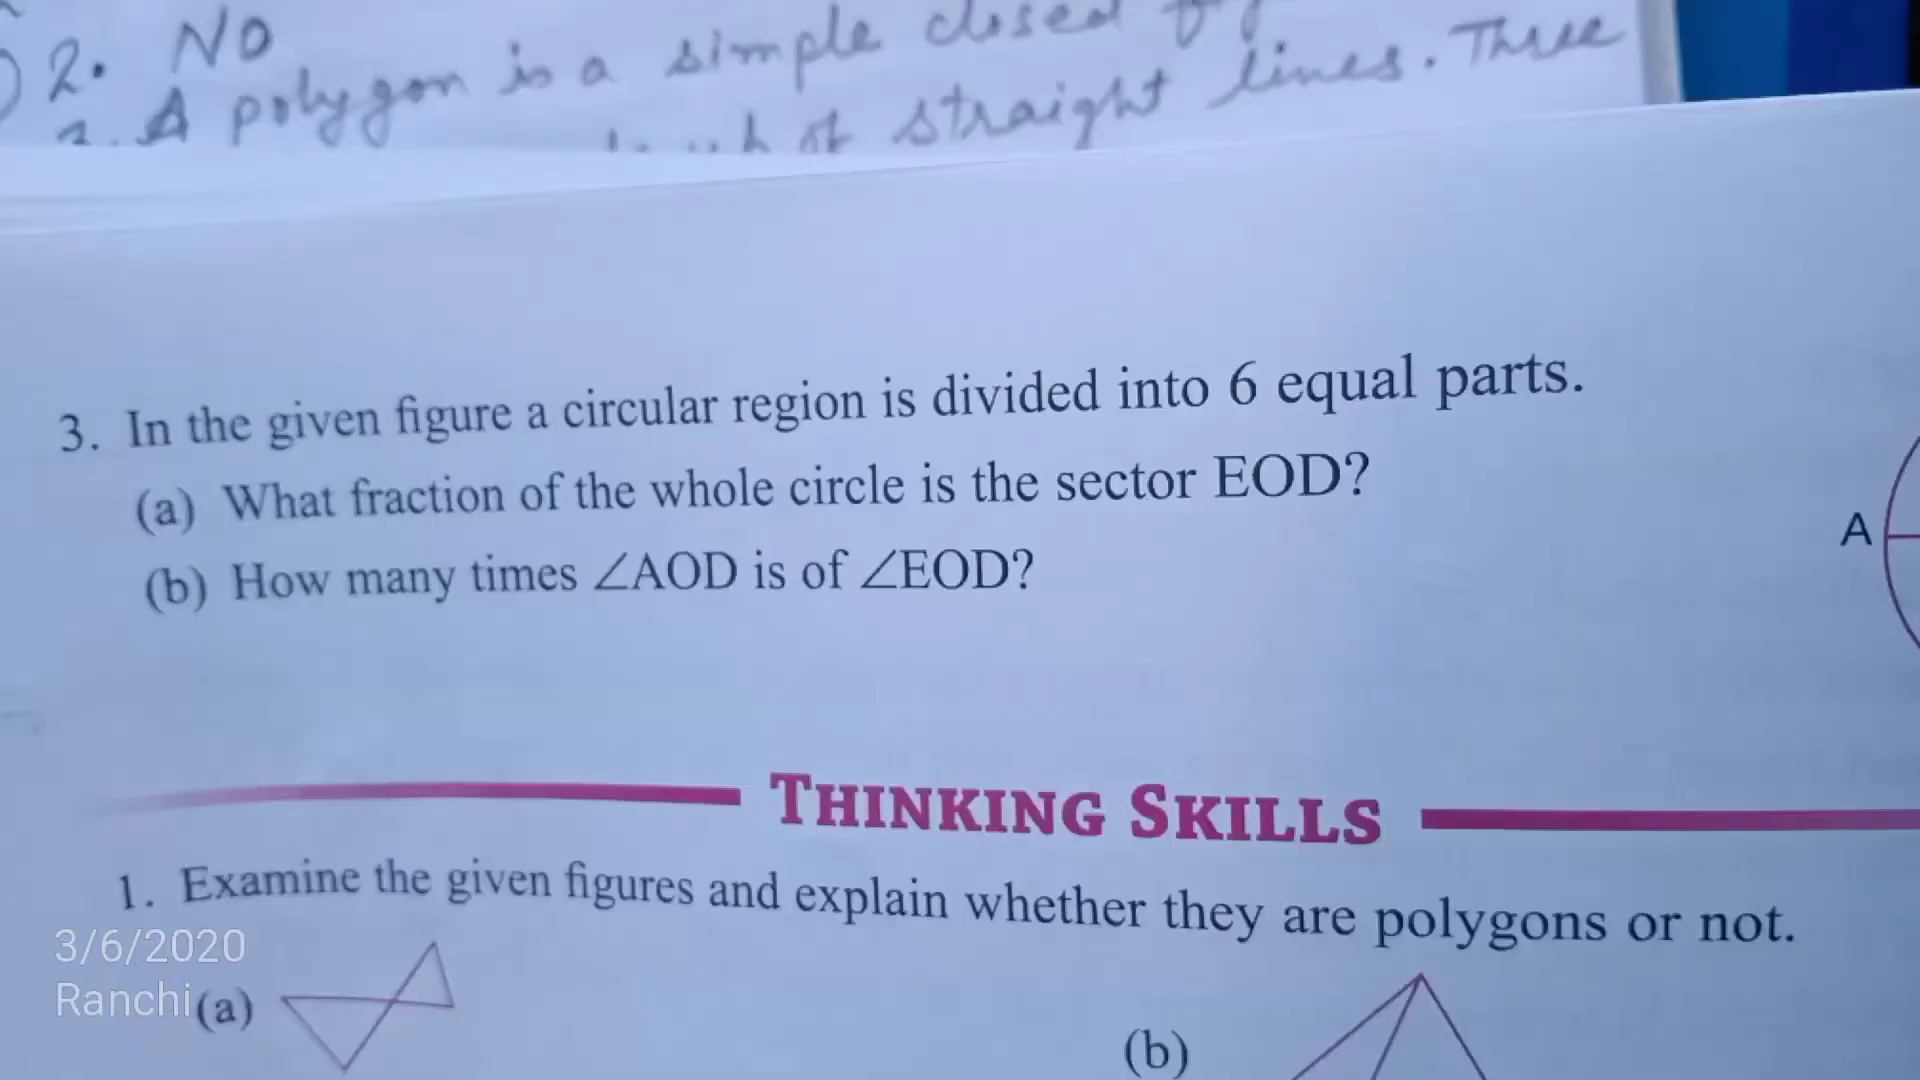 2. NO
A polygon is a simple closed
of straight lines. Three
3. In the given figure a circular region is divided into 6 equal parts.
(a) What fraction of the whole circle is the sector EOD?
(b) How many times ∠AOD is of ∠EOD?
A
THINKING SKILLS
1. Examine the given figures and explain whether they are polygons or not.
3/6/2020
Ranchi
(a)
(b)